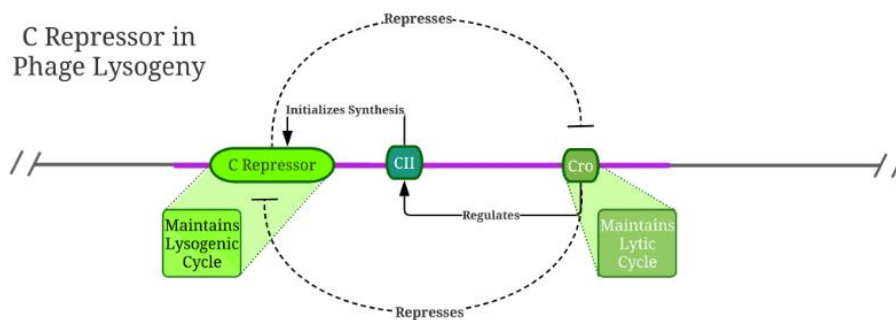 C Repressor in
Phage Lysogeny
Represses
Initializes Synthesis
C Repressor
CII
Cro
Maintains
Lysogenic
Cycle
Regulates
Maintains
Lytic
Cycle
Represses